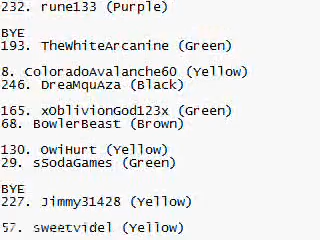 232. rune133 (Purple)
BYE
193. TheWhiteArcanine (Green)
8. ColoradoAvalanche60 (Yellow)
246. DreaMquAza (Black)
165. xOblivionGod123x (Green)
68. BowlerBeast (Brown)
130. OwiHurt (Yellow)
29. sSodaGames (Green)
BYE
227. Jimmy31428 (Yellow)
57. sweetvidel (Yellow)